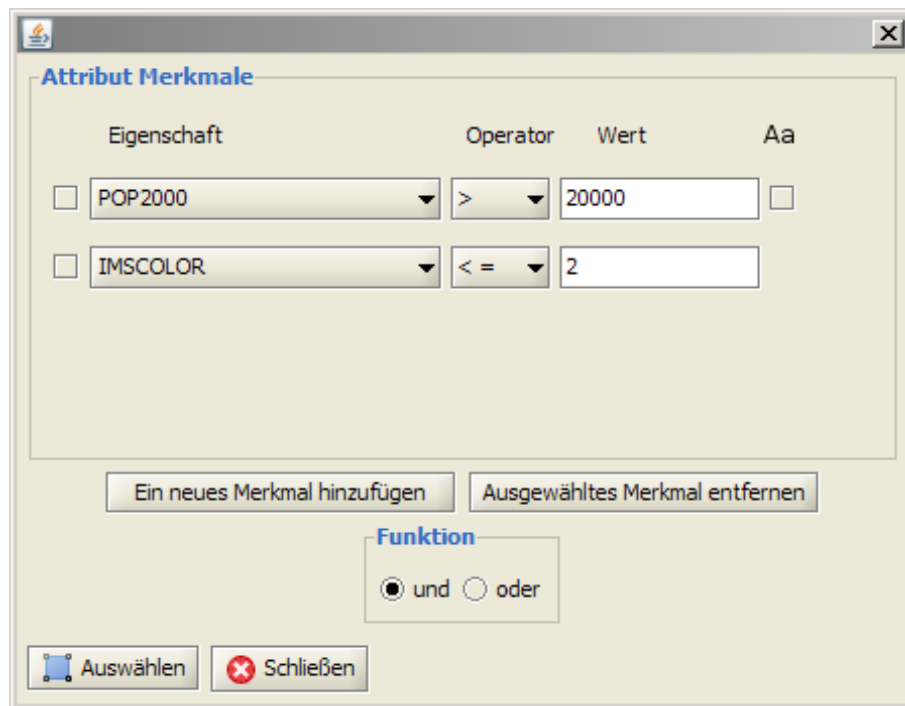 Attribut Merkmale
Eigenschaft Operator Wert Aa
POP2000 > 20000
IMSCOLOR < = 2
Ein neues Merkmal hinzufügen Ausgewähltes Merkmal entfernen
Funktion
und oder
Auswählen Schließen